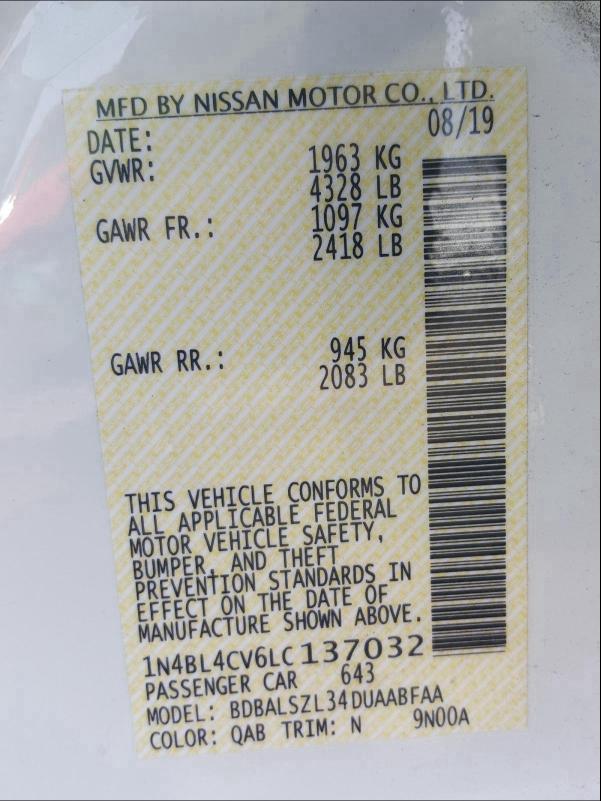 MFD BY NISSAN MOTOR CO., LTD.
DATE: 08/19
GVWR: 1963 KG
4328 LB
GAWR FR.: 1097 KG
2418 LB
GAWR RR.: 945 KG
2083 LB
THIS VEHICLE CONFORMS TO
ALL APPLICABLE FEDERAL
MOTOR VEHICLE SAFETY,
BUMPER, AND THEFT
PREVENTION STANDARDS IN
EFFECT ON THE DATE OF
MANUFACTURE SHOWN ABOVE.
1N4BL4CV6LC137032
PASSENGER CAR 643
MODEL: BDBALSZL34DUAABFAA
COLOR: QAB TRIM: N 9N00A